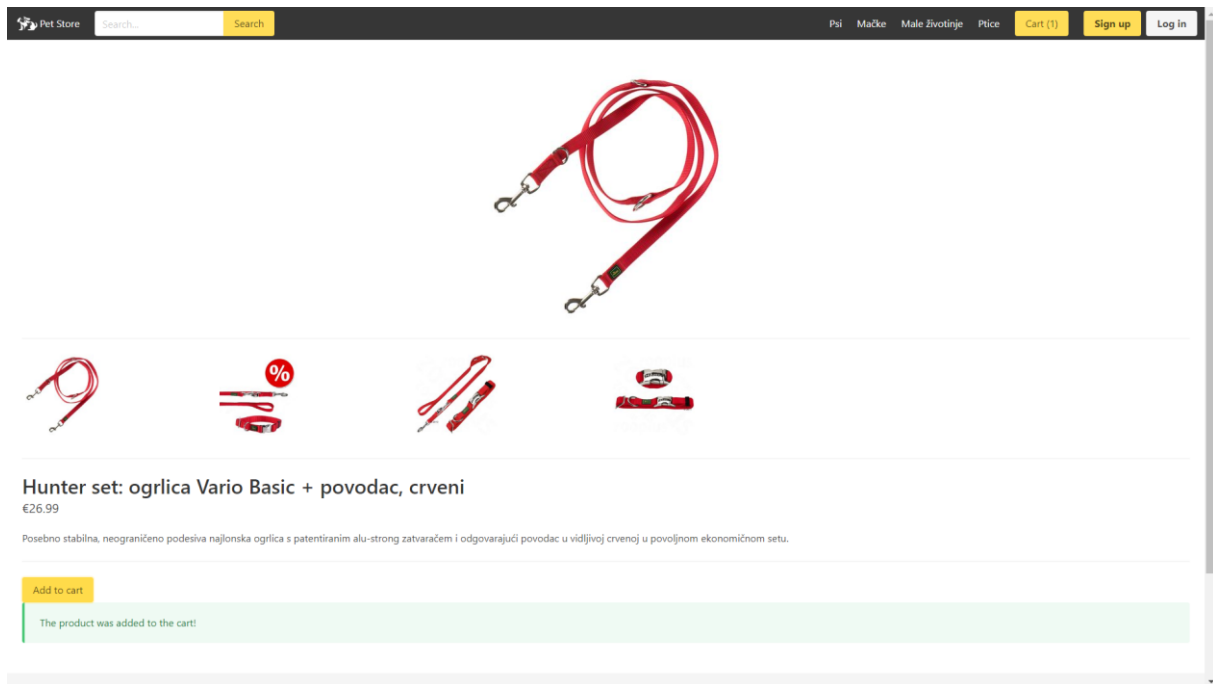 Pet Store
Search...
Search
Psi
Mačke
Male životinje
Ptice
Cart (1)
Sign up
Log in
%
Hunter set: ogrlica Vario Basic + povodac, crveni
€26.99
Posebno stabilna, neograničeno podesiva najlonska ogrlica s patentiranim alu-strong zatvaračem i odgovarajući povodac u vidljivoj crvenoj u povoljnom ekonomičnom setu.
Add to cart
The product was added to the cart!